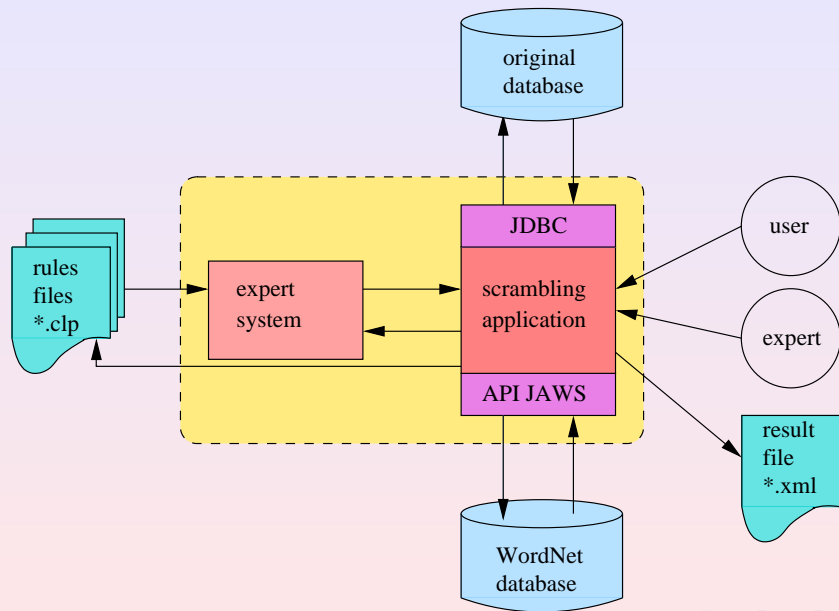 original
database
JDBC
user
rules
files
*.clp
expert
system
scrambling
application
expert
API JAWS
result
file
*.xml
WordNet
database